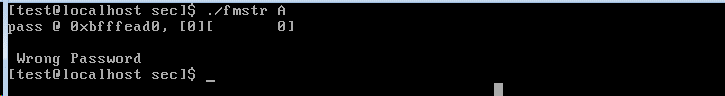 [test@localhost sec]$ ./fmstr A
pass @ 0xbfffead0, [0][       0]
Wrong Password
[test@localhost sec]$ _